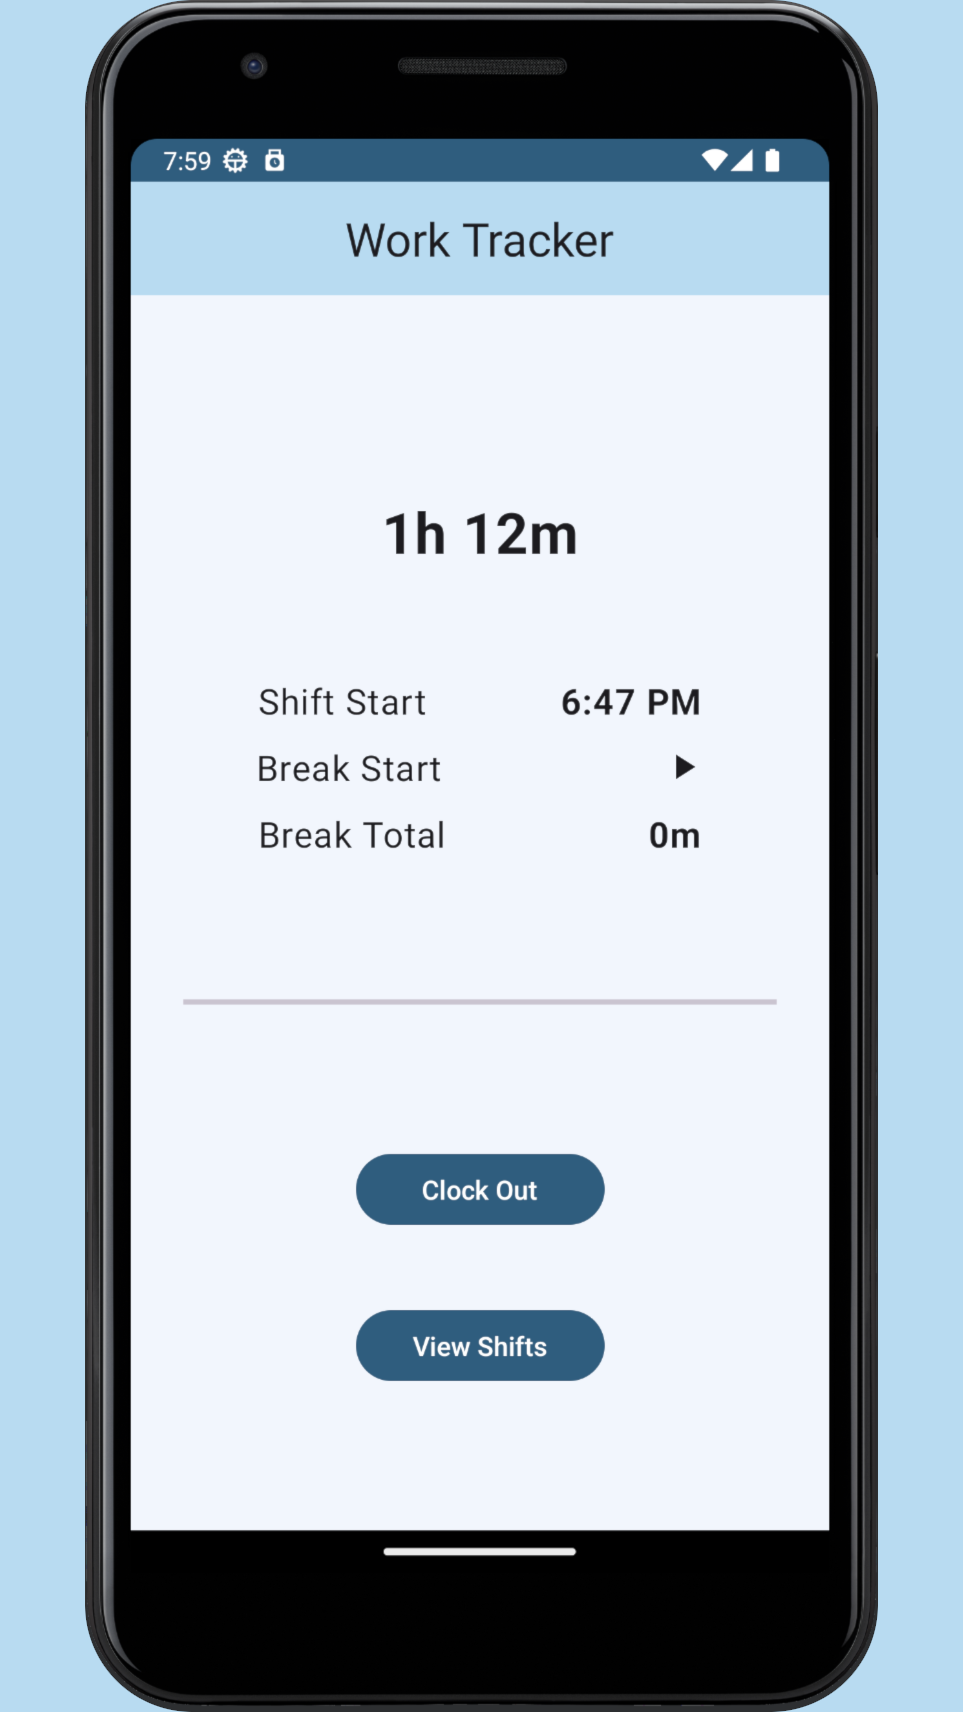 7:59
Work Tracker
1h 12m
Shift Start 6:47 PM
Break Start
Break Total 0m
Clock Out
View Shifts